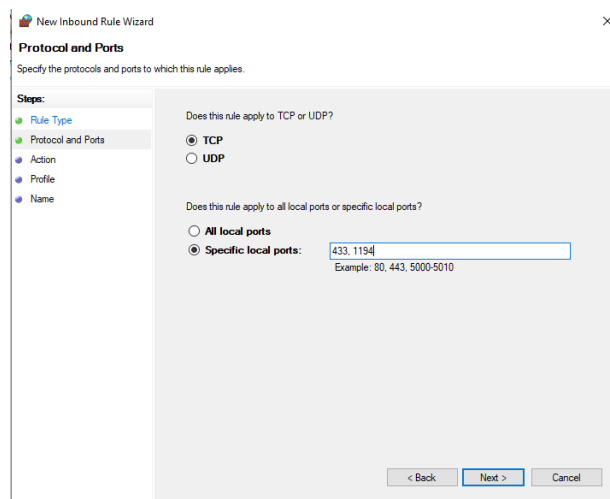 New Inbound Rule Wizard
Protocol and Ports
Specify the protocols and ports to which this rule applies.
Steps:
Rule Type
Protocol and Ports
Action
Profile
Name
Does this rule apply to TCP or UDP?
TCP
UDP
Does this rule apply to all local ports or specific local ports?
All local ports
Specific local ports:
433, 1194
Example: 80, 443, 5000-5010
< Back
Next >
Cancel